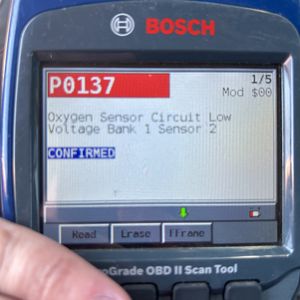 BOSCH
P0137
1/5
Mod $00
Oxygen Sensor Circuit Low
Voltage Bank 1 Sensor 2
CONFIRMED
Read Erase FFrame
Grade OBD II Scan Tool